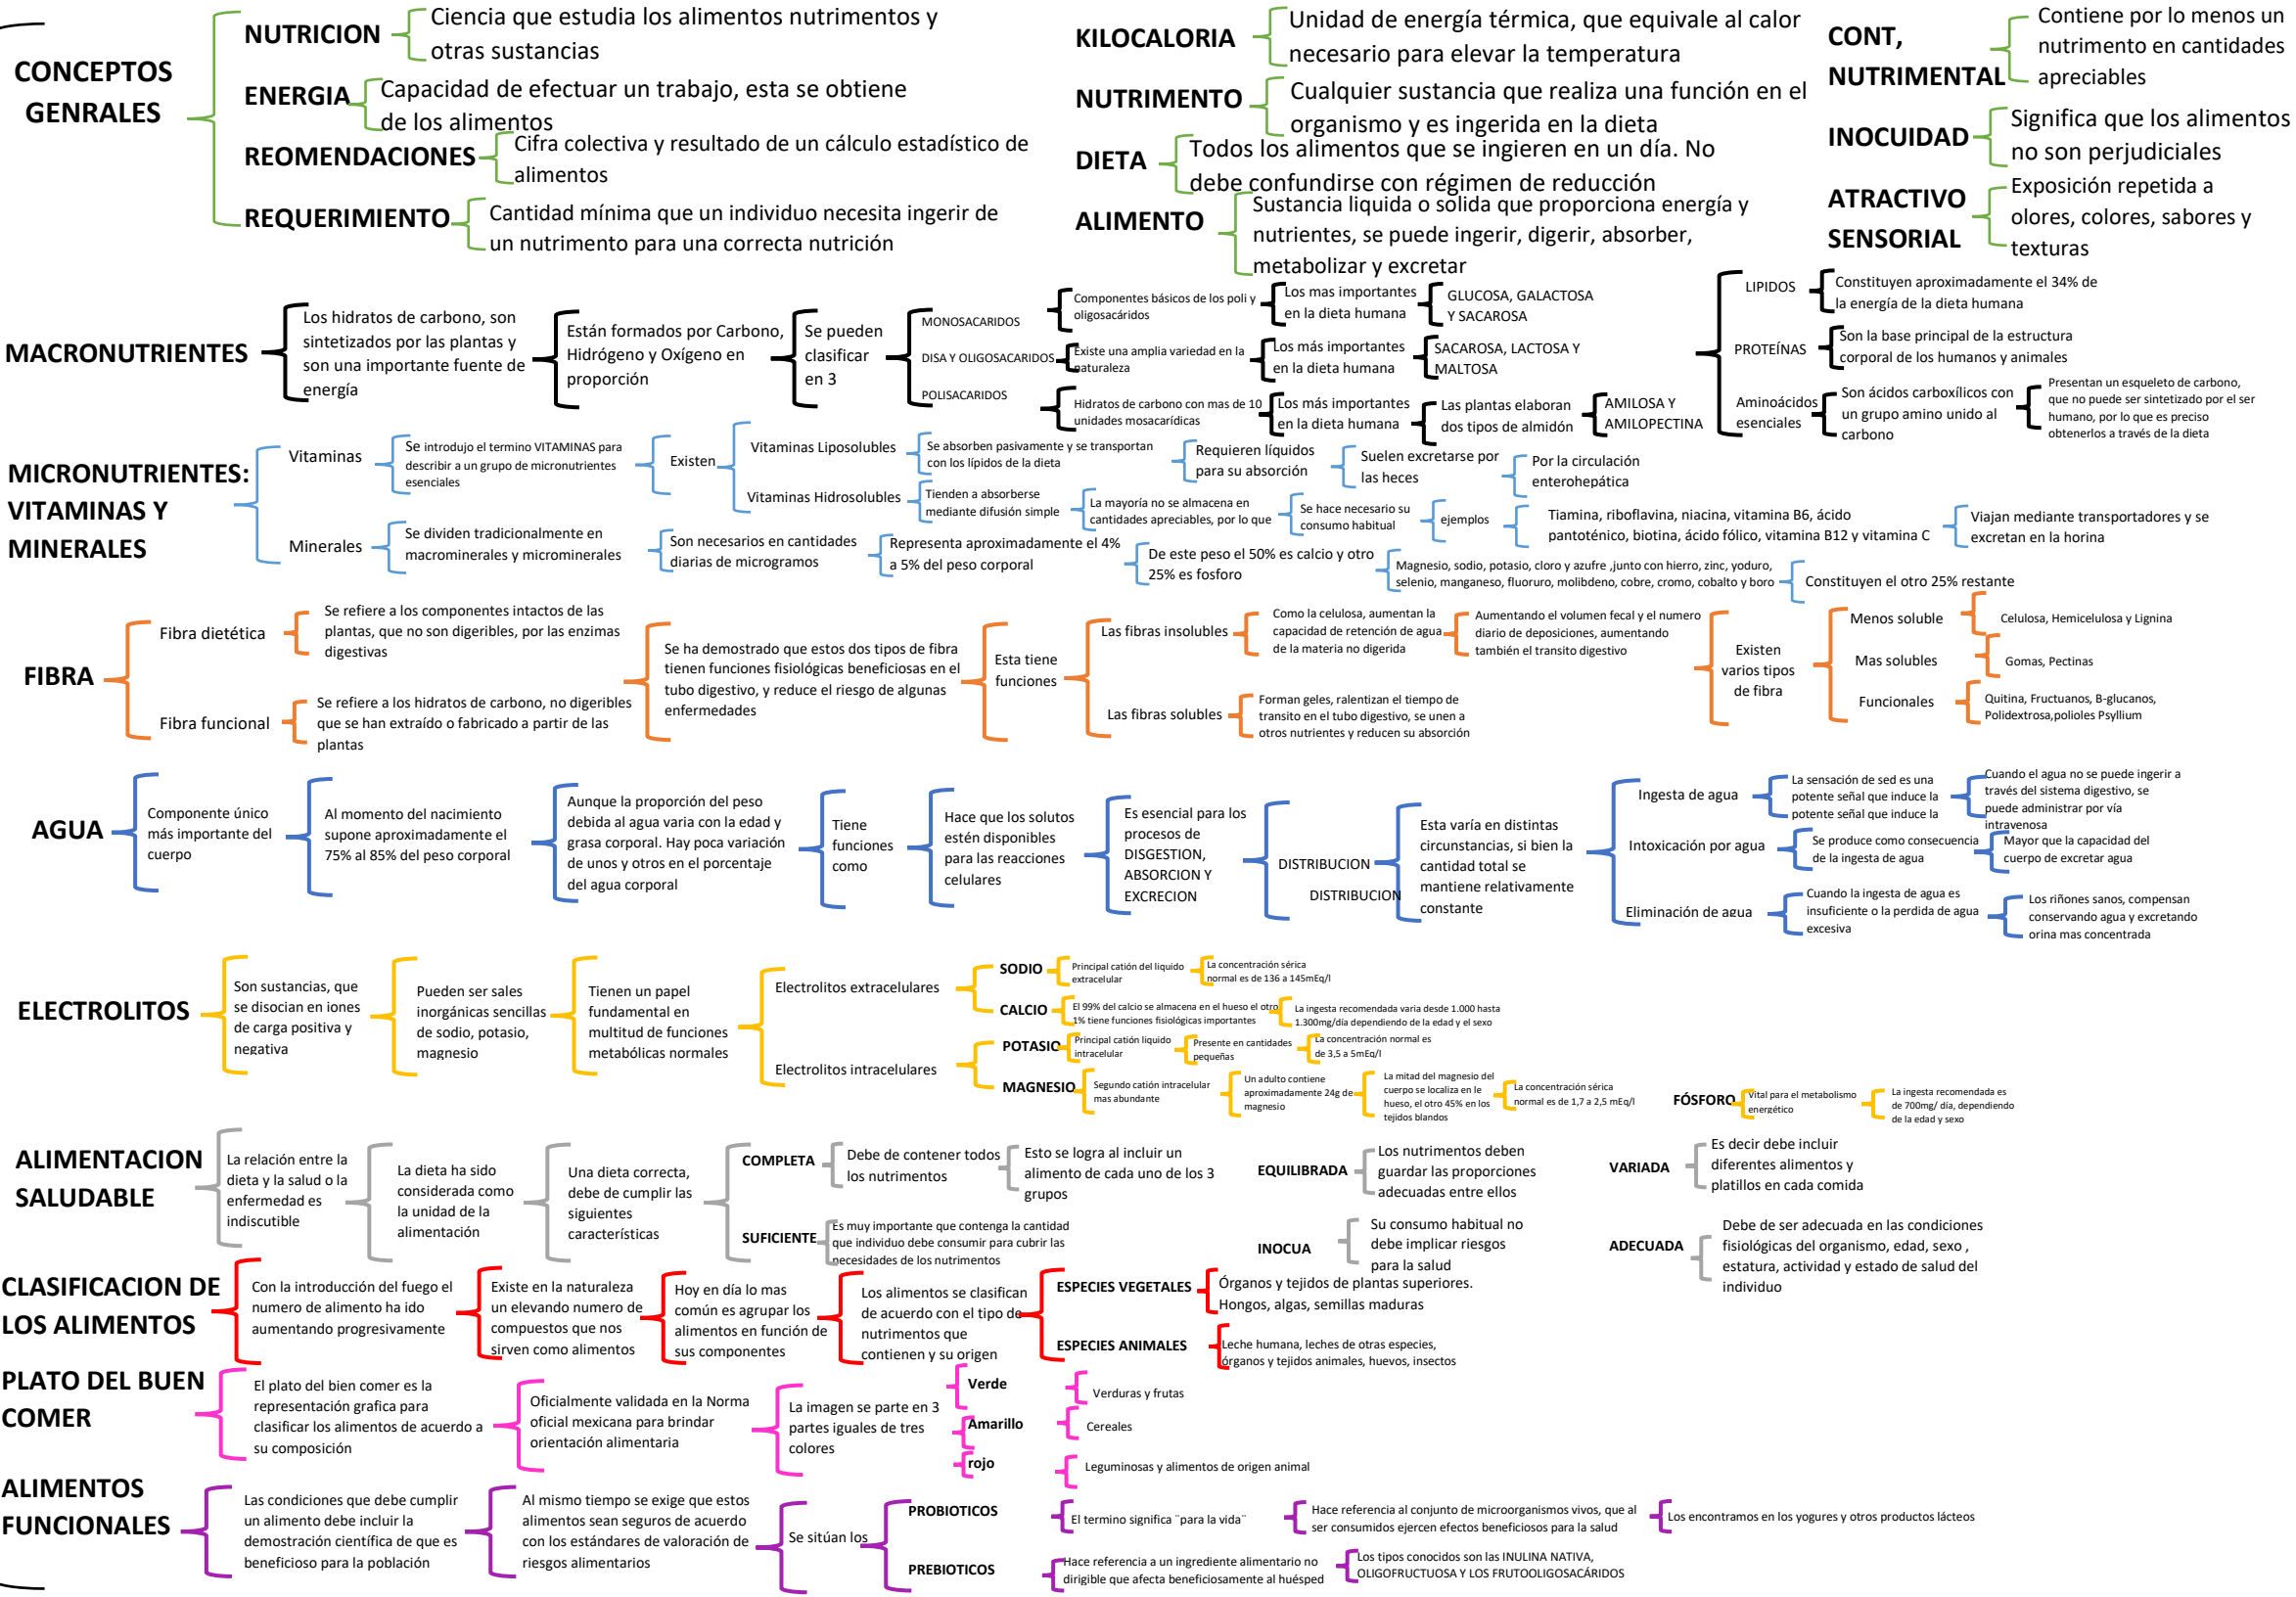 CONCEPTOS
GENRALES
NUTRICION
Ciencia que estudia los alimentos nutrimentos y
otras sustancias
ENERGIA
Capacidad de efectuar un trabajo, esta se obtiene
de los alimentos
REOMENDACIONES
Cifra colectiva y resultado de un cálculo estadístico de
alimentos
REQUERIMIENTO
Cantidad mínima que un individuo necesita ingerir de
un nutrimento para una correcta nutrición
KILOCALORIA
Unidad de energía térmica, que equivale al calor
necesario para elevar la temperatura
NUTRIMENTO
Cualquier sustancia que realiza una función en el
organismo y es ingerida en la dieta
DIETA
Todos los alimentos que se ingieren en un día. No
debe confundirse con régimen de reducción
ALIMENTO
Sustancia liquida o solida que proporciona energía y
nutrientes, se puede ingerir, digerir, absorber,
metabolizar y excretar
CONT,
NUTRIMENTAL
Contiene por lo menos un
nutrimento en cantidades
apreciables
INOCUIDAD
Significa que los alimentos
no son perjudiciales
ATRACTIVO
SENSORIAL
Exposición repetida a
olores, colores, sabores y
texturas
MACRONUTRIENTES
Los hidratos de carbono, son
sintetizados por las plantas y
son una importante fuente de
energía
Están formados por Carbono,
Hidrógeno y Oxígeno en
proporción
Se pueden
clasificar
en 3
MONOSACARIDOS
Componentes básicos de los poli y
oligosacáridos
Los mas importantes
en la dieta humana
GLUCOSA, GALACTOSA
Y SACAROSA
DISA Y OLIGOSACARIDOS
Existe una amplia variedad en la
naturaleza
Los más importantes
en la dieta humana
SACAROSA, LACTOSA Y
MALTOSA
POLISACARIDOS
Hidratos de carbono con mas de 10
unidades mosacarídicas
Los más importantes
en la dieta humana
Las plantas elaboran
dos tipos de almidón
AMILOSA Y
AMILOPECTINA
LIPIDOS
Constituyen aproximadamente el 34% de
la energía de la dieta humana
PROTEÍNAS
Son la base principal de la estructura
corporal de los humanos y animales
Aminoácidos
esenciales
Son ácidos carboxílicos con
un grupo amino unido al
carbono
Presentan un esqueleto de carbono,
que no puede ser sintetizado por el ser
humano, por lo que es preciso
obtenerlos a través de la dieta
MICRONUTRIENTES:
VITAMINAS Y
MINERALES
Vitaminas
Se introdujo el termino VITAMINAS para
describir a un grupo de micronutrientes
esenciales
Existen
Vitaminas Liposolubles
Se absorben pasivamente y se transportan
con los lípidos de la dieta
Requieren líquidos
para su absorción
Suelen excretarse por
las heces
Por la circulación
enterohepática
Vitaminas Hidrosolubles
Tienden a absorberse
mediante difusión simple
La mayoría no se almacena en
cantidades apreciables, por lo que
Se hace necesario su
consumo habitual
ejemplos
Tiamina, riboflavina, niacina, vitamina B6, ácido
pantoténico, biotina, ácido fólico, vitamina B12 y vitamina C
Viajan mediante transportadores y se
excretan en la horina
Minerales
Se dividen tradicionalmente en
macrominerales y microminerales
Son necesarios en cantidades
diarias de microgramos
Representa aproximadamente el 4%
a 5% del peso corporal
De este peso el 50% es calcio y otro
25% es fosforo
Magnesio, sodio, potasio, cloro y azufre ,junto con hierro, zinc, yoduro,
selenio, manganeso, fluoruro, molibdeno, cobre, cromo, cobalto y boro
Constituyen el otro 25% restante
FIBRA
Fibra dietética
Se refiere a los componentes intactos de las
plantas, que no son digeribles, por las enzimas
digestivas
Fibra funcional
Se refiere a los hidratos de carbono, no digeribles
que se han extraído o fabricado a partir de las
plantas
Se ha demostrado que estos dos tipos de fibra
tienen funciones fisiológicas beneficiosas en el
tubo digestivo, y reduce el riesgo de algunas
enfermedades
Esta tiene
funciones
Las fibras insolubles
Como la celulosa, aumentan la
capacidad de retención de agua
de la materia no digerida
Aumentando el volumen fecal y el numero
diario de deposiciones, aumentando
también el transito digestivo
Las fibras solubles
Forman geles, ralentizan el tiempo de
transito en el tubo digestivo, se unen a
otros nutrientes y reducen su absorción
Existen
varios tipos
de fibra
Menos soluble
Celulosa, Hemicelulosa y Lignina
Mas solubles
Gomas, Pectinas
Funcionales
Quitina, Fructuanos, B-glucanos,
Polidextrosa,polioles Psyllium
AGUA
Componente único
más importante del
cuerpo
Al momento del nacimiento
supone aproximadamente el
75% al 85% del peso corporal
Aunque la proporción del peso
debida al agua varia con la edad y
grasa corporal. Hay poca variación
de unos y otros en el porcentaje
del agua corporal
Tiene
funciones
como
Hace que los solutos
estén disponibles
para las reacciones
celulares
Es esencial para los
procesos de
DISGESTION,
ABSORCION Y
EXCRECION
DISTRIBUCION
DISTRIBUCION
Esta varía en distintas
circunstancias, si bien la
cantidad total se
mantiene relativamente
constante
Ingesta de agua
La sensación de sed es una
potente señal que induce la
potente señal que induce la
Cuando el agua no se puede ingerir a
través del sistema digestivo, se
puede administrar por vía
intravenosa
Intoxicación por agua
Se produce como consecuencia
de la ingesta de agua
Mayor que la capacidad del
cuerpo de excretar agua
Eliminación de agua
Cuando la ingesta de agua es
insuficiente o la perdida de agua
excesiva
Los riñones sanos, compensan
conservando agua y excretando
orina mas concentrada
ELECTROLITOS
Son sustancias, que
se disocian en iones
de carga positiva y
negativa
Pueden ser sales
inorgánicas sencillas
de sodio, potasio,
magnesio
Tienen un papel
fundamental en
multitud de funciones
metabólicas normales
Electrolitos extracelulares
SODIO
Principal catión del liquido
extracelular
La concentración sérica
normal es de 136 a 145mEq/l
CALCIO
El 99% del calcio se almacena en el hueso el otro
1% tiene funciones fisiológicas importantes
La ingesta recomendada varia desde 1.000 hasta
1.300mg/día dependiendo de la edad y el sexo
Electrolitos intracelulares
POTASIO
Principal catión liquido
intracelular
Presente en cantidades
pequeñas
La concentración normal es
de 3,5 a 5mEq/l
MAGNESIO
Segundo catión intracelular
mas abundante
Un adulto contiene
aproximadamente 24g de
magnesio
La mitad del magnesio del
cuerpo se localiza en le
hueso, el otro 45% en los
tejidos blandos
La concentración sérica
normal es de 1,7 a 2,5 mEq/l
FÓSFORO
Vital para el metabolismo
energético
La ingesta recomendada es
de 700mg/ día, dependiendo
de la edad y sexo
ALIMENTACION
SALUDABLE
La relación entre la
dieta y la salud o la
enfermedad es
indiscutible
La dieta ha sido
considerada como
la unidad de la
alimentación
Una dieta correcta,
debe de cumplir las
siguientes
características
COMPLETA
Debe de contener todos
los nutrimentos
Esto se logra al incluir un
alimento de cada uno de los 3
grupos
SUFICIENTE
Es muy importante que contenga la cantidad
que individuo debe consumir para cubrir las
necesidades de los nutrimentos
EQUILIBRADA
Los nutrimentos deben
guardar las proporciones
adecuadas entre ellos
INOCUA
Su consumo habitual no
debe implicar riesgos
para la salud
VARIADA
Es decir debe incluir
diferentes alimentos y
platillos en cada comida
ADECUADA
Debe de ser adecuada en las condiciones
fisiológicas del organismo, edad, sexo ,
estatura, actividad y estado de salud del
individuo
CLASIFICACION DE
LOS ALIMENTOS
Con la introducción del fuego el
numero de alimento ha ido
aumentando progresivamente
Existe en la naturaleza
un elevando numero de
compuestos que nos
sirven como alimentos
Hoy en día lo mas
común es agrupar los
alimentos en función de
sus componentes
Los alimentos se clasifican
de acuerdo con el tipo de
nutrimentos que
contienen y su origen
ESPECIES VEGETALES
Órganos y tejidos de plantas superiores.
Hongos, algas, semillas maduras
ESPECIES ANIMALES
Leche humana, leches de otras especies,
órganos y tejidos animales, huevos, insectos
PLATO DEL BUEN
COMER
El plato del bien comer es la
representación grafica para
clasificar los alimentos de acuerdo a
su composición
Oficialmente validada en la Norma
oficial mexicana para brindar
orientación alimentaria
La imagen se parte en 3
partes iguales de tres
colores
Verde
Verduras y frutas
Amarillo
Cereales
rojo
Leguminosas y alimentos de origen animal
ALIMENTOS
FUNCIONALES
Las condiciones que debe cumplir
un alimento debe incluir la
demostración científica de que es
beneficioso para la población
Al mismo tiempo se exige que estos
alimentos sean seguros de acuerdo
con los estándares de valoración de
riesgos alimentarios
Se sitúan los
PROBIOTICOS
El termino significa ¨para la vida¨
Hace referencia al conjunto de microorganismos vivos, que al
ser consumidos ejercen efectos beneficiosos para la salud
Los encontramos en los yogures y otros productos lácteos
PREBIOTICOS
Hace referencia a un ingrediente alimentario no
dirigible que afecta beneficiosamente al huésped
Los tipos conocidos son las INULINA NATIVA,
OLIGOFRUCTUOSA Y LOS FRUTOOLIGOSACÁRIDOS